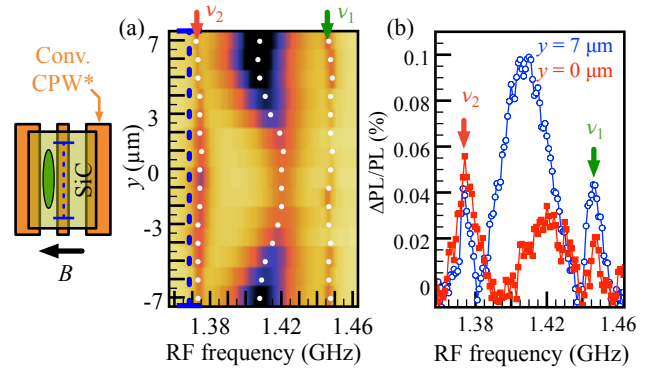 Conv.
CPW*
SiC
B
(a)
ν2
ν1
7
3
0
-3
-7
y (μm)
1.38
1.42
1.46
RF frequency (GHz)
(b)
y = 7 μm
y = 0 μm
ν2
ν1
0.1
0.08
0.06
0.04
0.02
0
ΔPL/PL (%)
1.38
1.42
1.46
RF frequency (GHz)